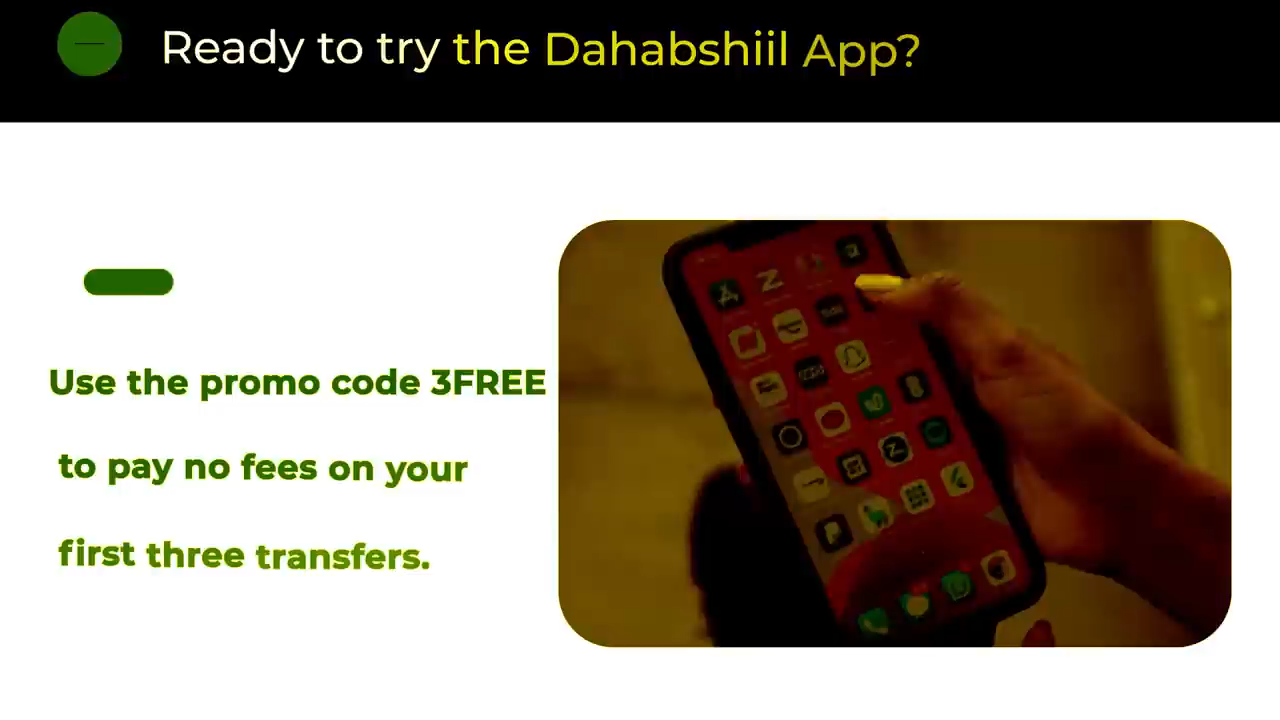 Ready to try the Dahabshiil App?
Use the promo code 3FREE
to pay no fees on your
first three transfers.